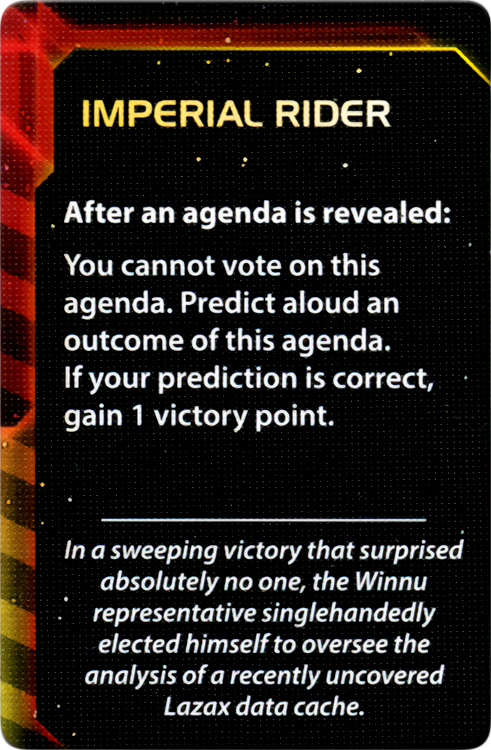 IMPERIAL RIDER
After an agenda is revealed:
You cannot vote on this
agenda. Predict aloud an
outcome of this agenda.
If your prediction is correct,
gain 1 victory point.
In a sweeping victory that surprised
absolutely no one, the Winnu
representative singlehandedly
elected himself to oversee the
analysis of a recently uncovered
Lazax data cache.